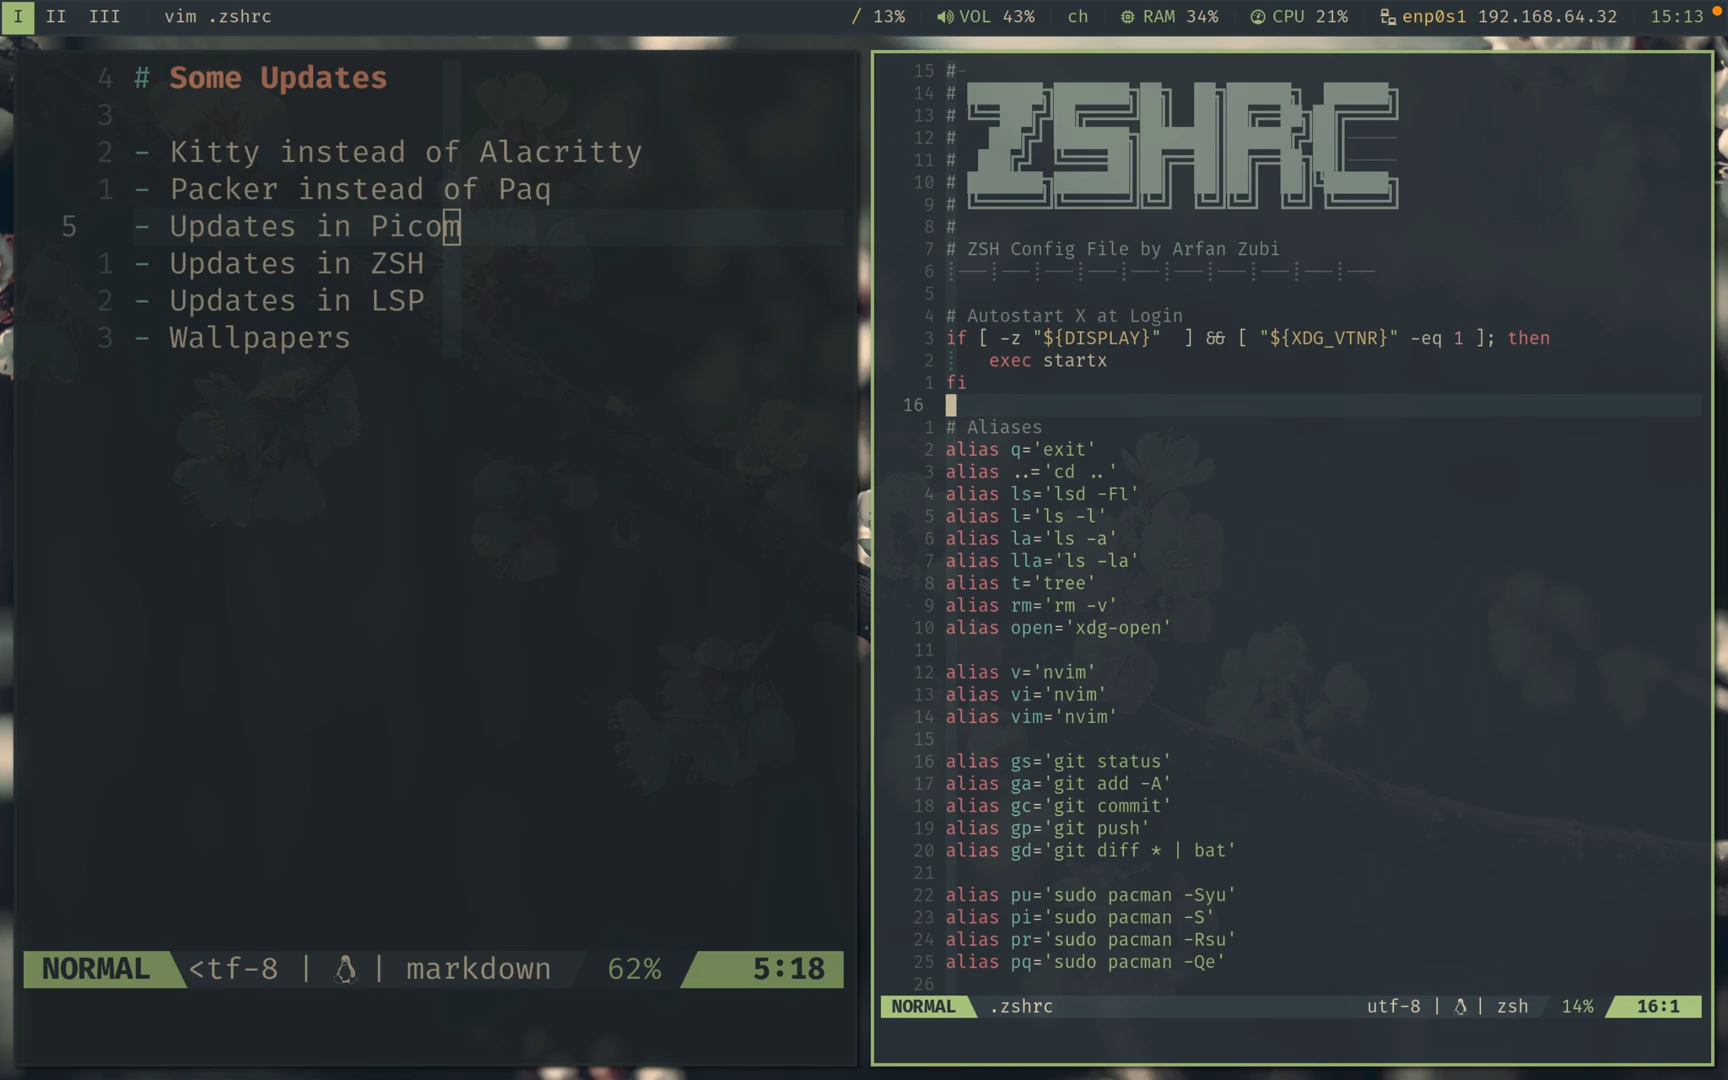 I II III vim .zshrc / 13% VOL 43% ch RAM 34% CPU 21% enp0s1 192.168.64.32 15:13
4 # Some Updates
3
2 - Kitty instead of Alacritty
1 - Packer instead of Paq
5 - Updates in Picom
1 - Updates in ZSH
2 - Updates in LSP
3 - Wallpapers
NORMAL <tf-8 | | markdown 62% 5:18
15 #-
14 #
13 #
12 # ZSHRC
11 #
10 #
9 #
8 #
7 # ZSH Config File by Arfan Zubi
6
5
4 # Autostart X at Login
3 if [ -z "${DISPLAY}" ] && [ "${XDG_VTNR}" -eq 1 ]; then
2 exec startx
1 fi
16
1 # Aliases
2 alias q='exit'
3 alias ..='cd ..'
4 alias ls='lsd -Fl'
5 alias l='ls -l'
6 alias la='ls -a'
7 alias lla='ls -la'
8 alias t='tree'
9 alias rm='rm -v'
10 alias open='xdg-open'
11
12 alias v='nvim'
13 alias vi='nvim'
14 alias vim='nvim'
15
16 alias gs='git status'
17 alias ga='git add -A'
18 alias gc='git commit'
19 alias gp='git push'
20 alias gd='git diff * | bat'
21
22 alias pu='sudo pacman -Syu'
23 alias pi='sudo pacman -S'
24 alias pr='sudo pacman -Rsu'
25 alias pq='sudo pacman -Qe'
26
NORMAL .zshrc utf-8 | | zsh 14% 16:1